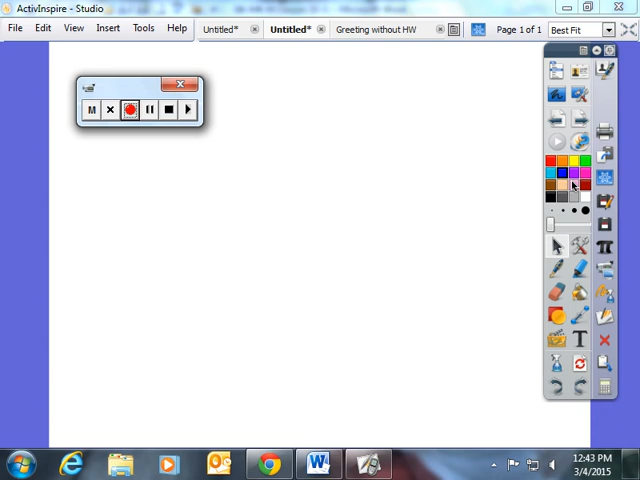 ActivInspire - Studio
File Edit View Insert Tools Help Untitled* Untitled* Greeting without HW Page 1 of 1 Best Fit
M
T
12:43 PM
3/4/2015